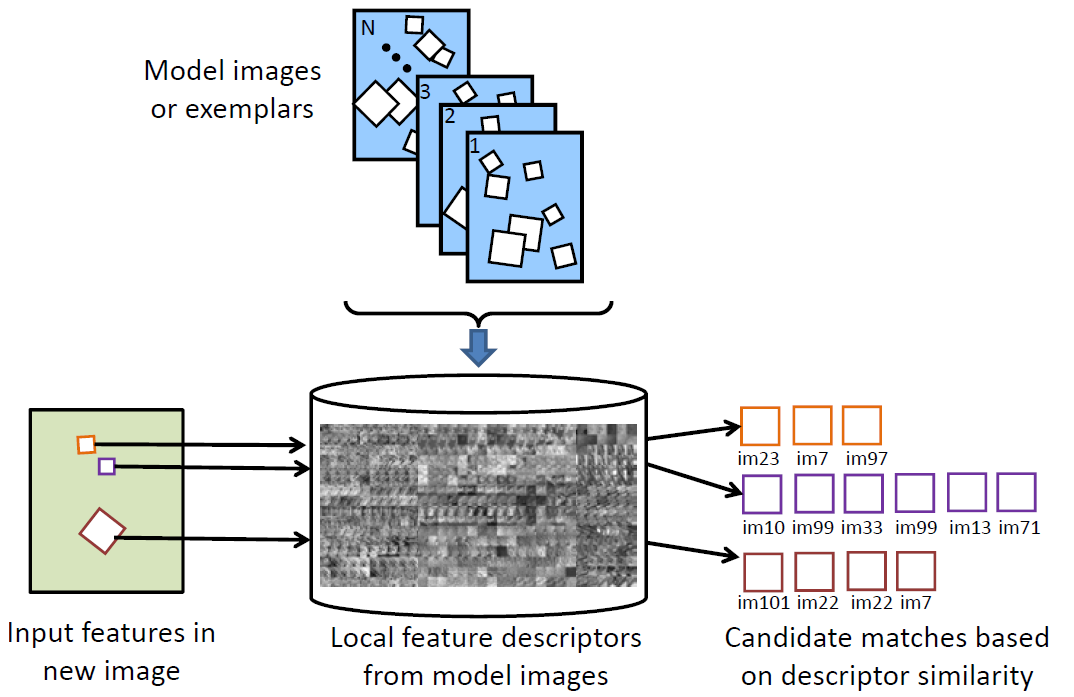 N
Model images
or exemplars
3
2
1
im23 im7 im97
im10 im99 im33 im99 im13 im71
im101 im22 im22 im7
Input features in
new image
Local feature descriptors
from model images
Candidate matches based
on descriptor similarity